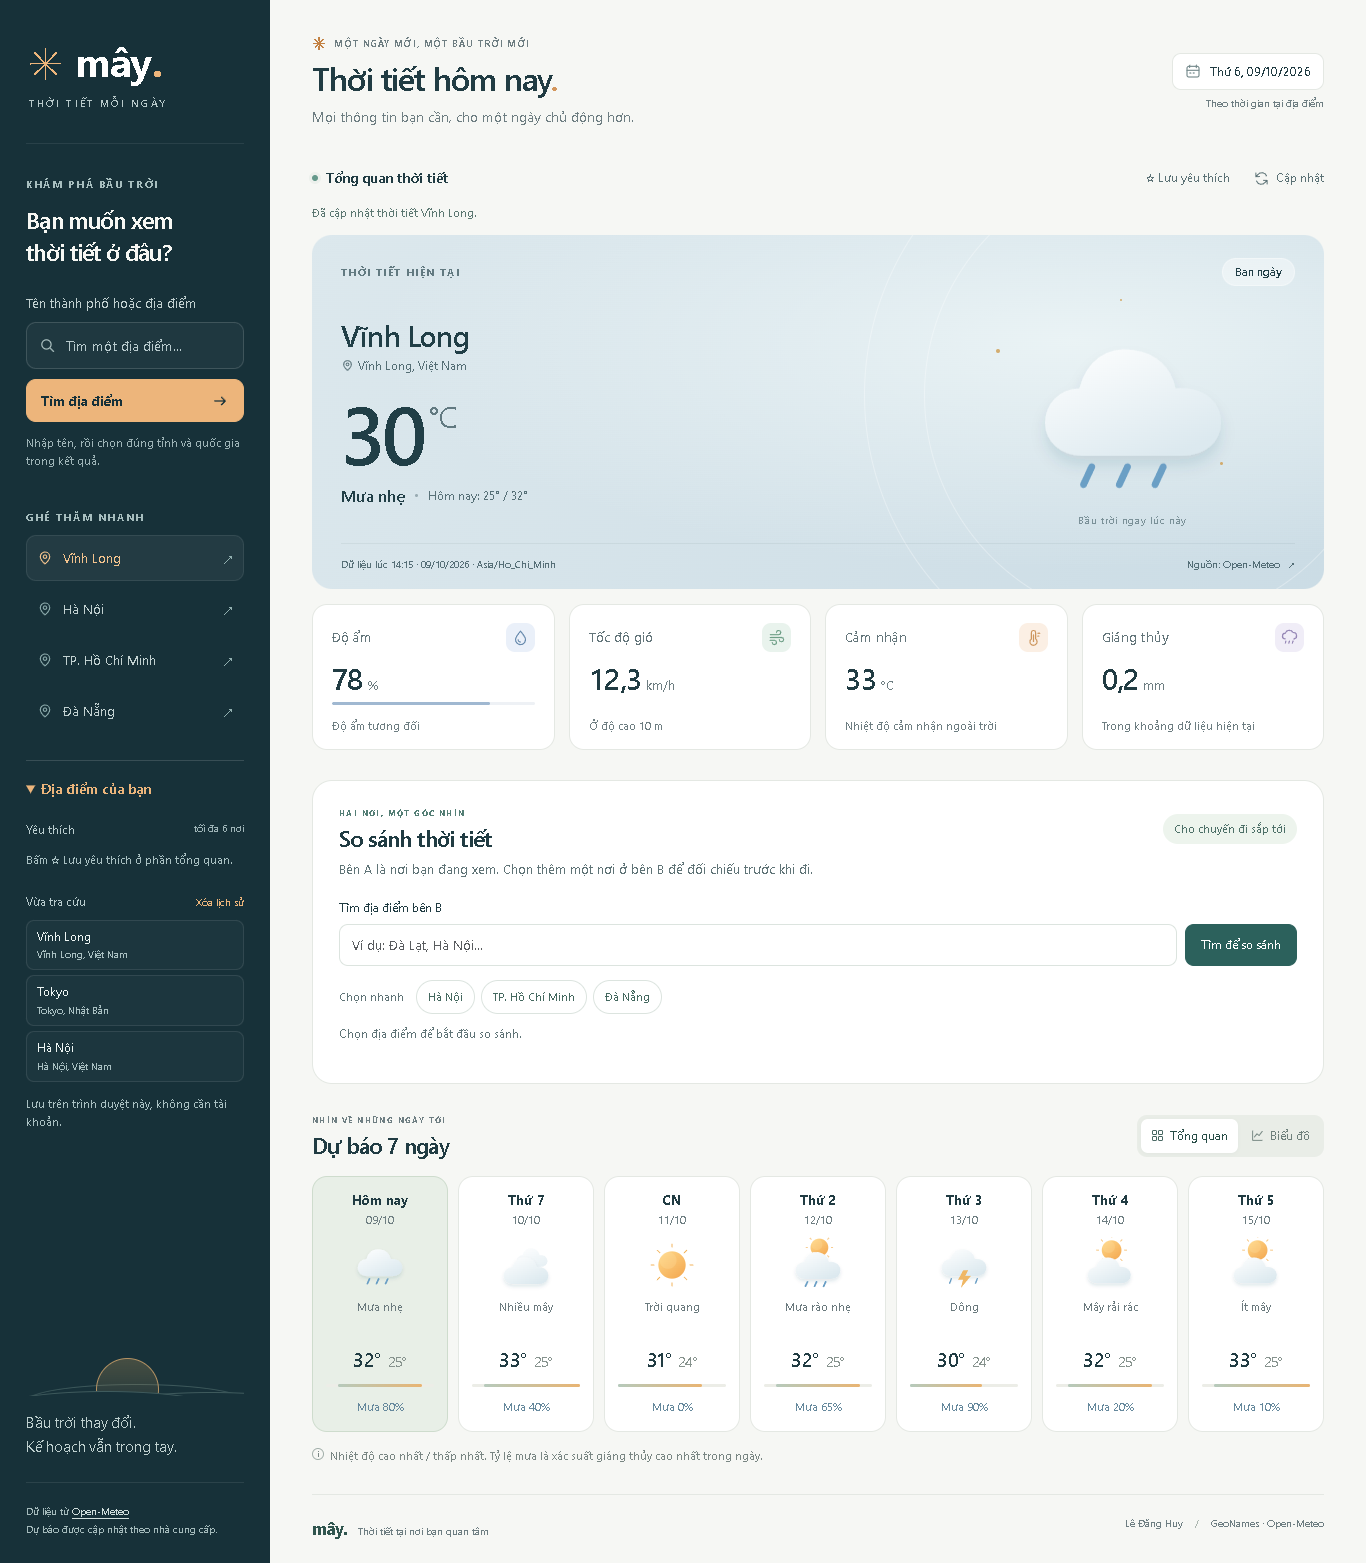 mây.
THỜI TIẾT MỖI NGÀY
KHÁM PHÁ BẦU TRỜI
Bạn muốn xem
thời tiết ở đâu?
Tên thành phố hoặc địa điểm
Tìm một địa điểm...
Tìm địa điểm →
Nhập tên, rồi chọn đúng tỉnh và quốc gia
trong kết quả.
GHÉ THĂM NHANH
Vĩnh Long ↗
Hà Nội ↗
TP. Hồ Chí Minh ↗
Đà Nẵng ↗
▼ Địa điểm của bạn
Yêu thích tối đa 6 nơi
Bấm ☆ Lưu yêu thích ở phần tổng quan.
Vừa tra cứu Xóa lịch sử
Vĩnh Long
Vĩnh Long, Việt Nam
Tokyo
Tokyo, Nhật Bản
Hà Nội
Hà Nội, Việt Nam
Lưu trên trình duyệt này, không cần tài
khoản.
Bầu trời thay đổi.
Kế hoạch vẫn trong tay.
Dữ liệu từ Open-Meteo
Dự báo được cập nhật theo nhà cung cấp.
MỘT NGÀY MỚI, MỘT BẦU TRỜI MỚI
Thời tiết hôm nay.
Mọi thông tin bạn cần, cho một ngày chủ động hơn.
Thứ 6, 09/10/2026
Theo thời gian tại địa điểm
Tổng quan thời tiết
☆ Lưu yêu thích Cập nhật
Đã cập nhật thời tiết Vĩnh Long.
THỜI TIẾT HIỆN TẠI
Ban ngày
Vĩnh Long
Vĩnh Long, Việt Nam
30°C
Mưa nhẹ • Hôm nay: 25° / 32°
Bầu trời ngay lúc này
Dữ liệu lúc 14:15 · 09/10/2026 · Asia/Ho_Chi_Minh
Nguồn: Open-Meteo ↗
Độ ẩm
78 %
Độ ẩm tương đối
Tốc độ gió
12,3 km/h
Ở độ cao 10 m
Cảm nhận
33 °C
Nhiệt độ cảm nhận ngoài trời
Giáng thủy
0,2 mm
Trong khoảng dữ liệu hiện tại
HAI NƠI, MỘT GÓC NHÌN
So sánh thời tiết
Cho chuyến đi sắp tới
Bên A là nơi bạn đang xem. Chọn thêm một nơi ở bên B để đối chiếu trước khi đi.
Tìm địa điểm bên B
Ví dụ: Đà Lạt, Hà Nội...
Tìm để so sánh
Chọn nhanh Hà Nội TP. Hồ Chí Minh Đà Nẵng
Chọn địa điểm để bắt đầu so sánh.
NHÌN VỀ NHỮNG NGÀY TỚI
Dự báo 7 ngày
Tổng quan Biểu đồ
Hôm nay
09/10
Mưa nhẹ
32° 25°
Mưa 80%
Thứ 7
10/10
Nhiều mây
33° 25°
Mưa 40%
CN
11/10
Trời quang
31° 24°
Mưa 0%
Thứ 2
12/10
Mưa rào nhẹ
32° 25°
Mưa 65%
Thứ 3
13/10
Dông
30° 24°
Mưa 90%
Thứ 4
14/10
Mây rải rác
32° 25°
Mưa 20%
Thứ 5
15/10
Ít mây
33° 25°
Mưa 10%
Nhiệt độ cao nhất / thấp nhất. Tỷ lệ mưa là xác suất giáng thủy cao nhất trong ngày.
mây. Thời tiết tại nơi bạn quan tâm
Lê Đăng Huy / GeoNames · Open-Meteo